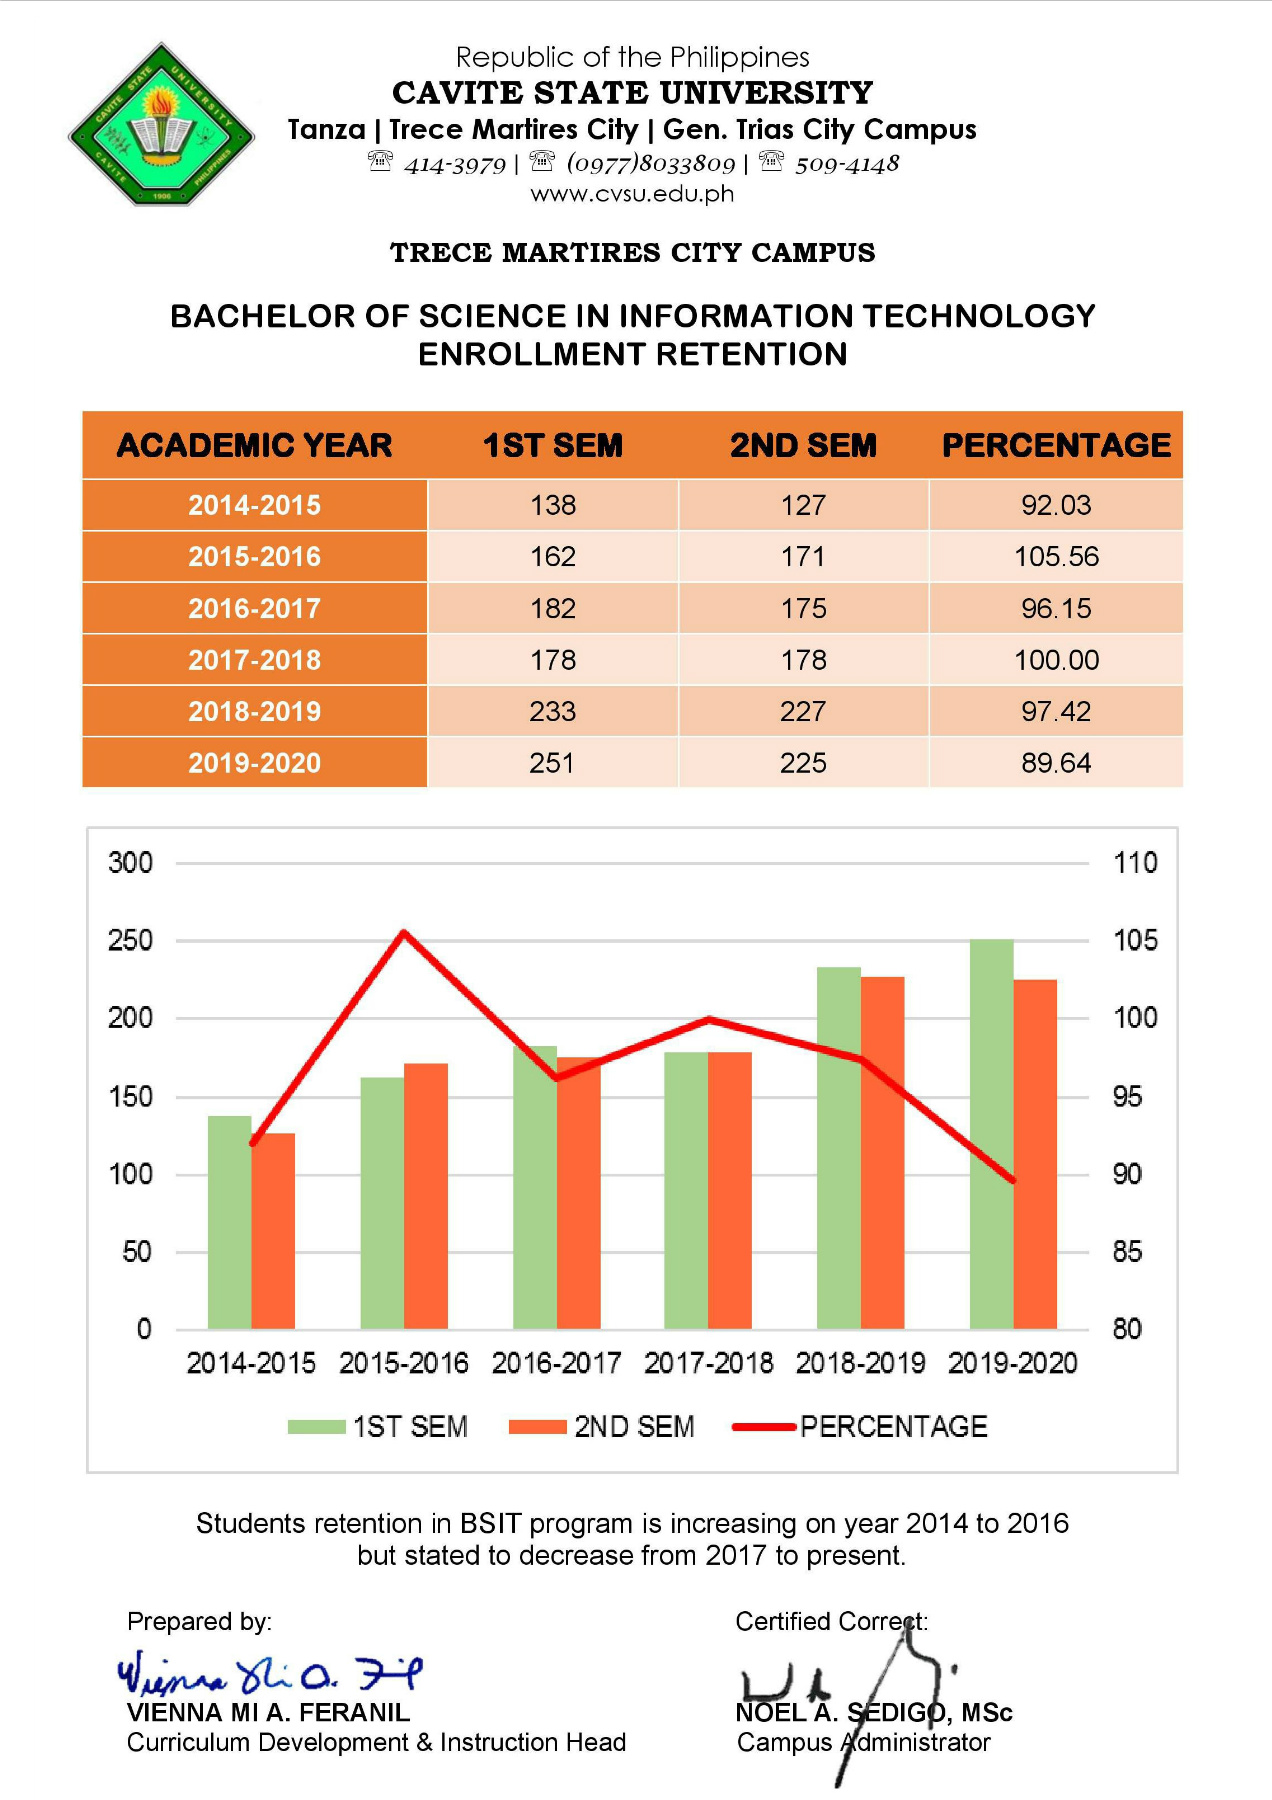 Republic of the Philippines
CAVITE STATE UNIVERSITY
Tanza | Trece Martires City | Gen. Trias City Campus
☏ 414-3979 | ☏ (0977)8033809 | ☏ 509-4148
www.cvsu.edu.ph
CAVITE STATE UNIVERSITY
CAVITE PHILIPPINES
1906
TRECE MARTIRES CITY CAMPUS
BACHELOR OF SCIENCE IN INFORMATION TECHNOLOGY
ENROLLMENT RETENTION
ACADEMIC YEAR 1ST SEM 2ND SEM PERCENTAGE
2014-2015 138 127 92.03
2015-2016 162 171 105.56
2016-2017 182 175 96.15
2017-2018 178 178 100.00
2018-2019 233 227 97.42
2019-2020 251 225 89.64
300 110
250 105
200 100
150 95
100 90
50 85
0 80
2014-2015 2015-2016 2016-2017 2017-2018 2018-2019 2019-2020
1ST SEM 2ND SEM PERCENTAGE
Students retention in BSIT program is increasing on year 2014 to 2016
but stated to decrease from 2017 to present.
Prepared by: Certified Correct:
Vienna Mi A. Feranil
VIENNA MI A. FERANIL NOEL A. SEDIGO, MSc
Curriculum Development & Instruction Head Campus Administrator